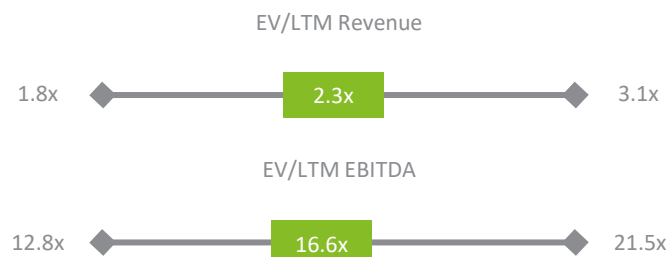 EV/LTM Revenue
1.8x 2.3x 3.1x
EV/LTM EBITDA
12.8x 16.6x 21.5x